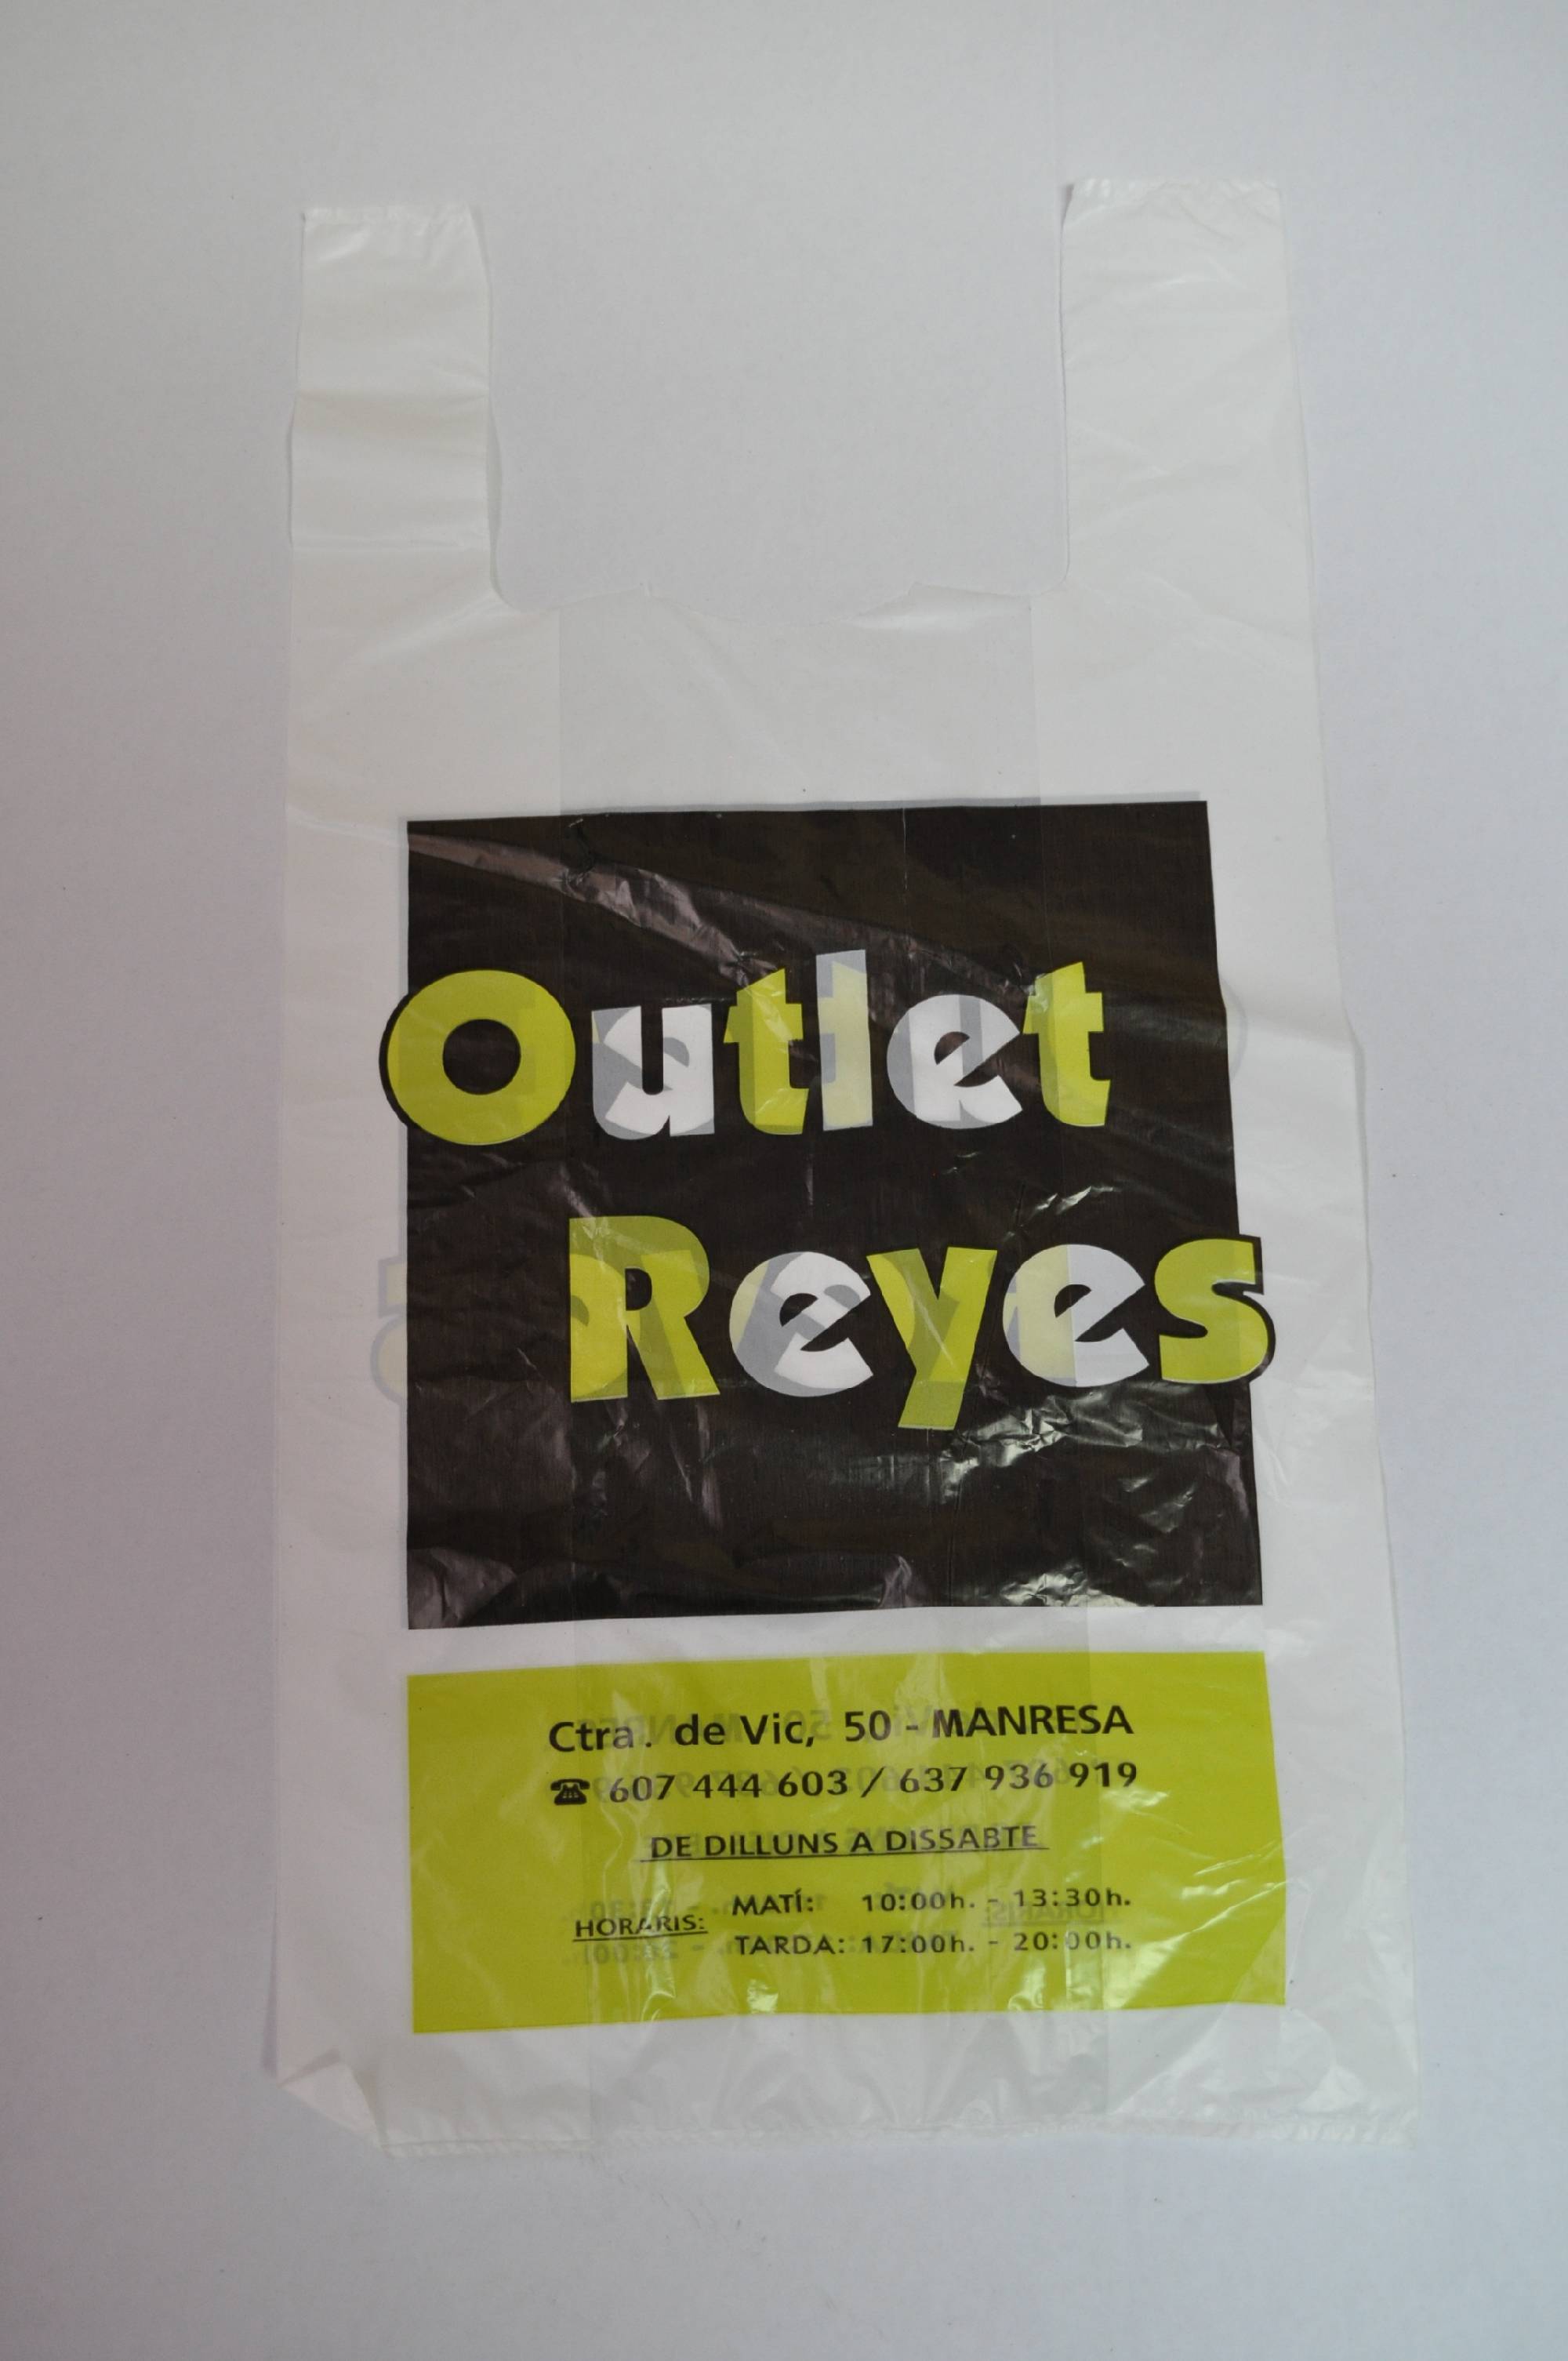 Outlet
Reyes
Ctra. de Vic, 50 - MANRESA
☎ 607 444 603 / 637 936 919
DE DILLUNS A DISSABTE
HORARIS: MATÍ: 10:00h. - 13:30h.
TARDA: 17:00h. - 20:00h.